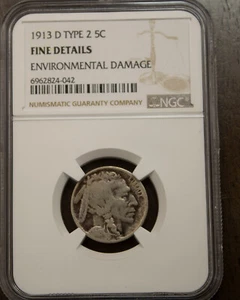 1913 D TYPE 2 5C
FINE DETAILS
ENVIRONMENTAL DAMAGE
6962824-042
NUMISMATIC GUARANTY COMPANY
NGC